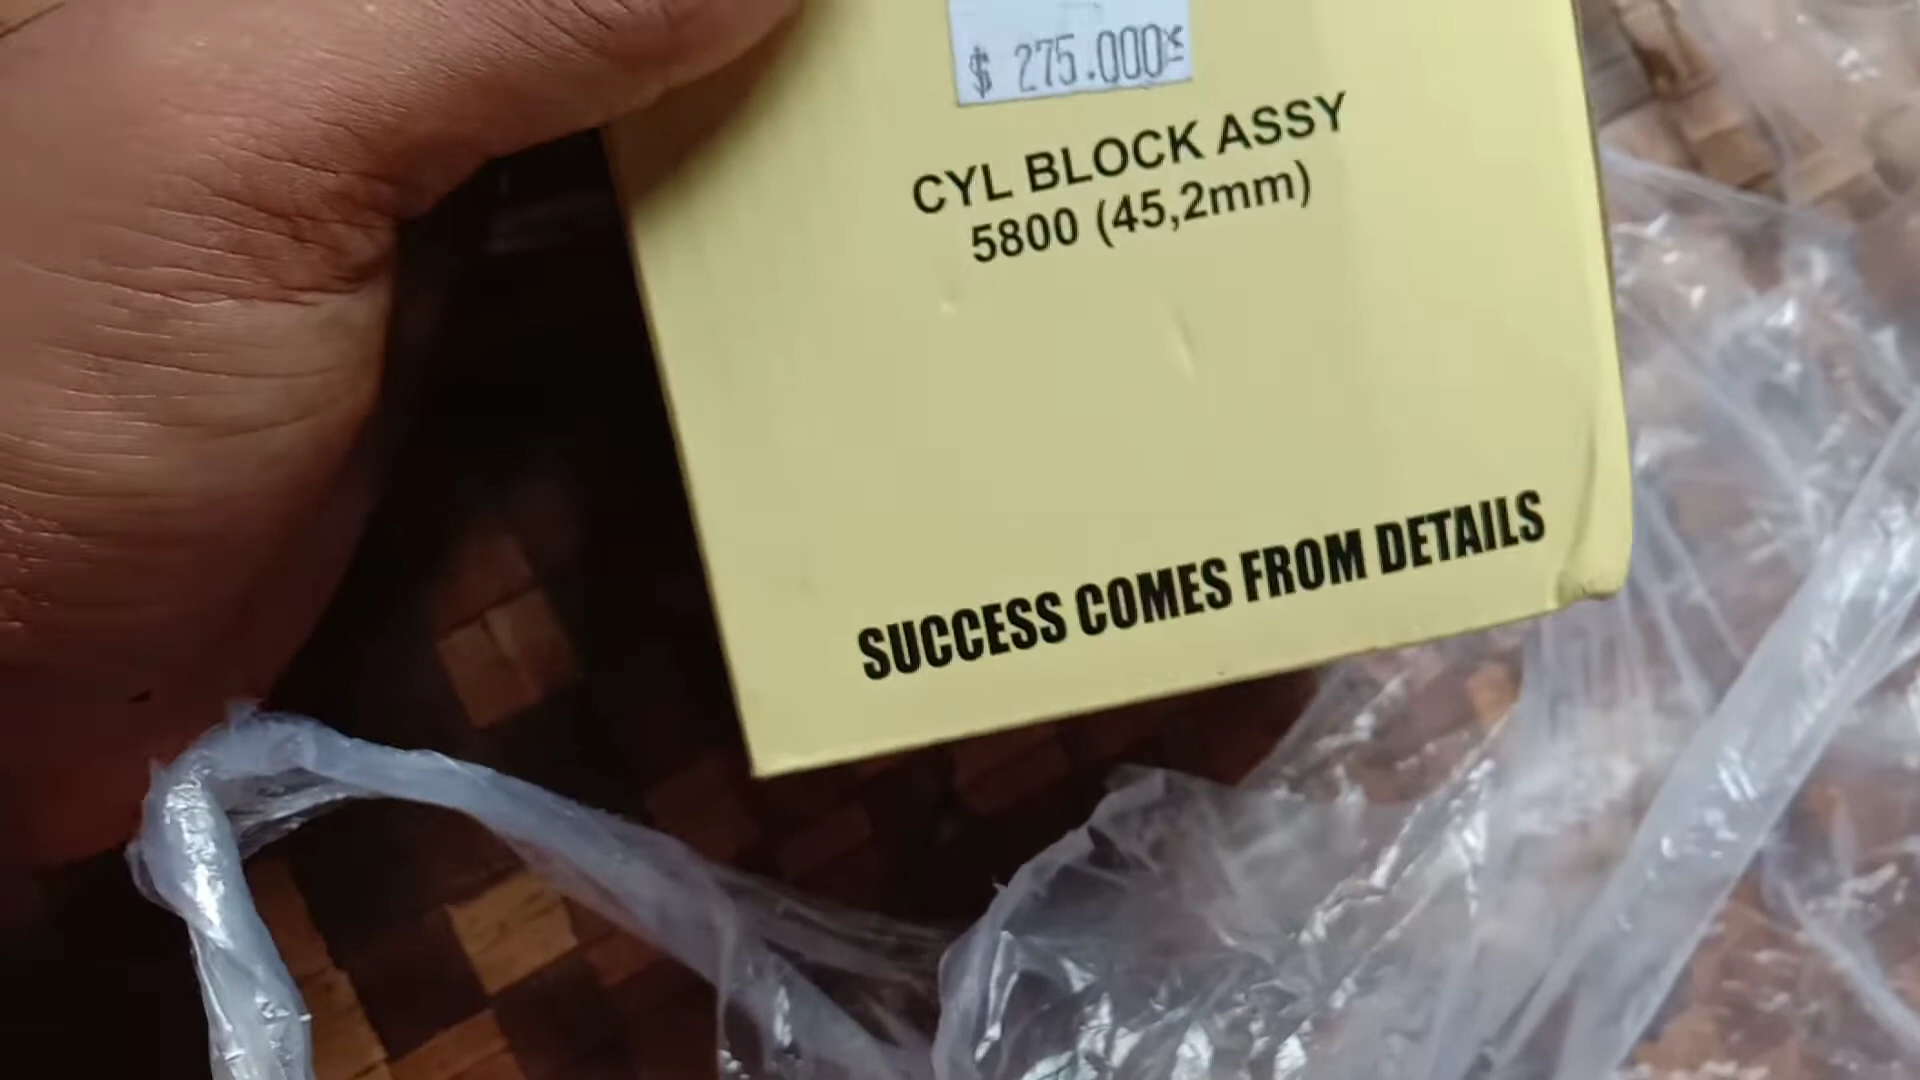 $ 275.000
CYL BLOCK ASSY
5800 (45,2mm)
SUCCESS COMES FROM DETAILS